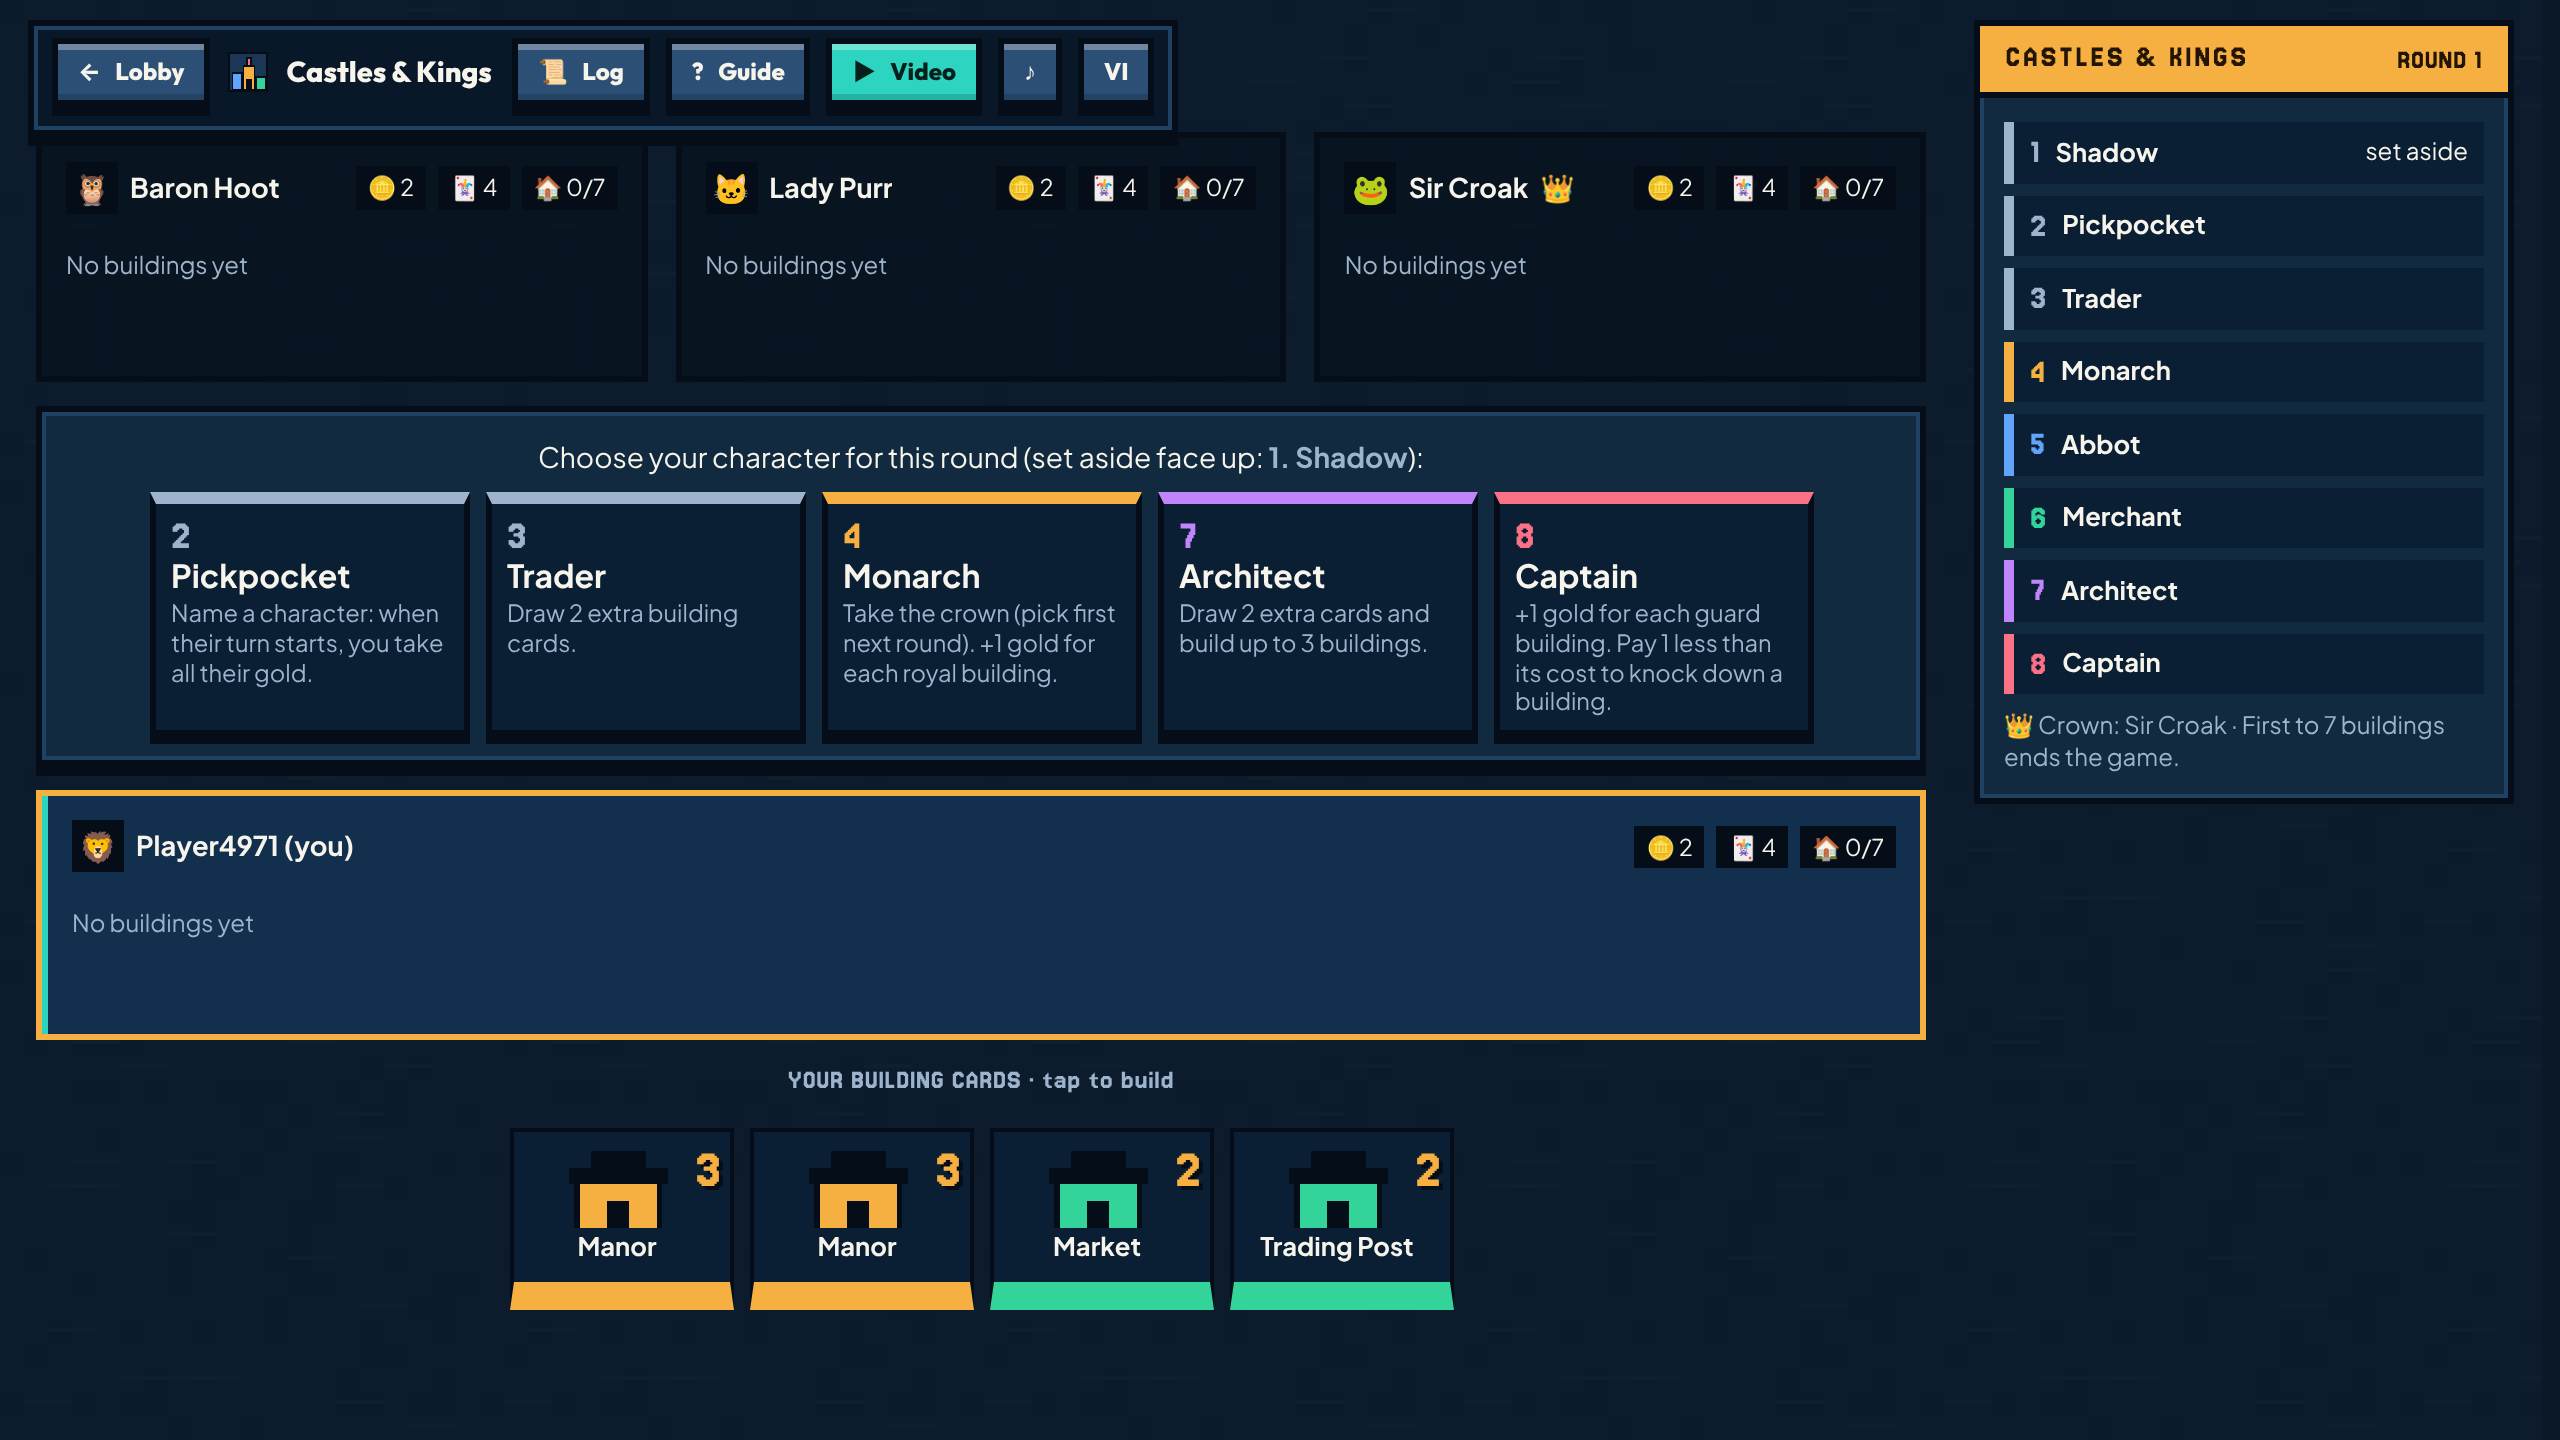 ← Lobby
Castles & Kings
Log
? Guide
▶ Video
♪
VI
Baron Hoot
2
4
0/7
No buildings yet
Lady Purr
2
4
0/7
No buildings yet
Sir Croak
2
4
0/7
No buildings yet
Choose your character for this round (set aside face up: 1. Shadow):
2
Pickpocket
Name a character: when
their turn starts, you take
all their gold.
3
Trader
Draw 2 extra building
cards.
4
Monarch
Take the crown (pick first
next round). +1 gold for
each royal building.
7
Architect
Draw 2 extra cards and
build up to 3 buildings.
8
Captain
+1 gold for each guard
building. Pay 1 less than
its cost to knock down a
building.
Player4971 (you)
2
4
0/7
No buildings yet
YOUR BUILDING CARDS · tap to build
3
Manor
3
Manor
2
Market
2
Trading Post
CASTLES & KINGS
ROUND 1
1 Shadow set aside
2 Pickpocket
3 Trader
4 Monarch
5 Abbot
6 Merchant
7 Architect
8 Captain
Crown: Sir Croak · First to 7 buildings
ends the game.